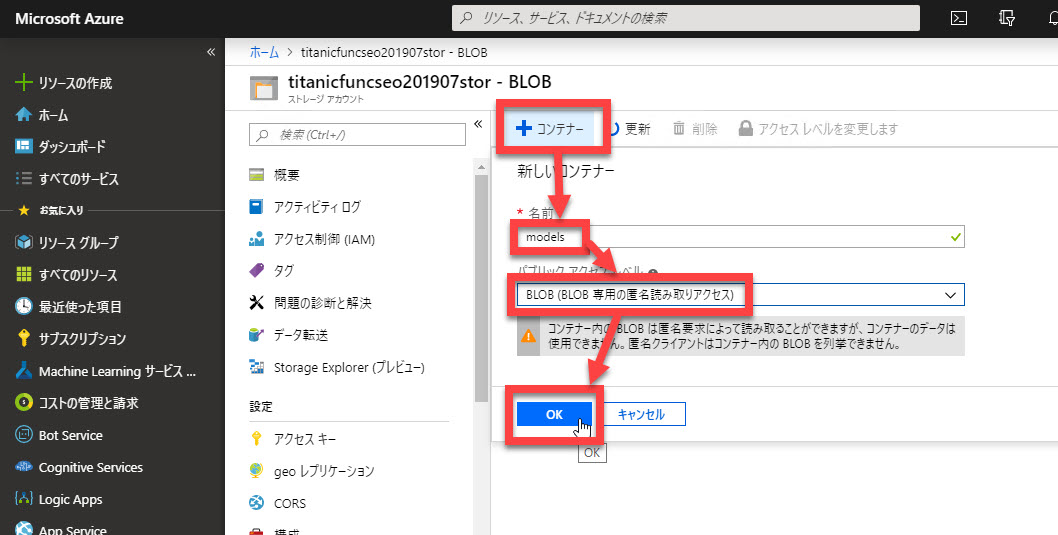 Microsoft Azure
リソース、サービス、ドキュメントの検索
ホーム > titanicfuncseo201907stor - BLOB
titanicfuncseo201907stor - BLOB
ストレージ アカウント
リソースの作成
ホーム
ダッシュボード
すべてのサービス
お気に入り
リソース グループ
すべてのリソース
最近使った項目
サブスクリプション
Machine Learning サービス ...
コストの管理と請求
Bot Service
Cognitive Services
Logic Apps
App Service
検索 (Ctrl+/)
概要
アクティビティ ログ
アクセス制御 (IAM)
タグ
問題の診断と解決
データ転送
Storage Explorer (プレビュー)
設定
アクセス キー
geo レプリケーション
CORS
構成
コンテナー 更新 削除 アクセス レベルを変更します
新しいコンテナー
* 名前
models
パブリック アクセス レベル
BLOB (BLOB 専用の匿名読み取りアクセス)
コンテナー内の BLOB は匿名要求によって読み取ることができますが、コンテナーのデータは
使用できません。匿名クライアントはコンテナー内の BLOB を列挙できません。
OK キャンセル
OK